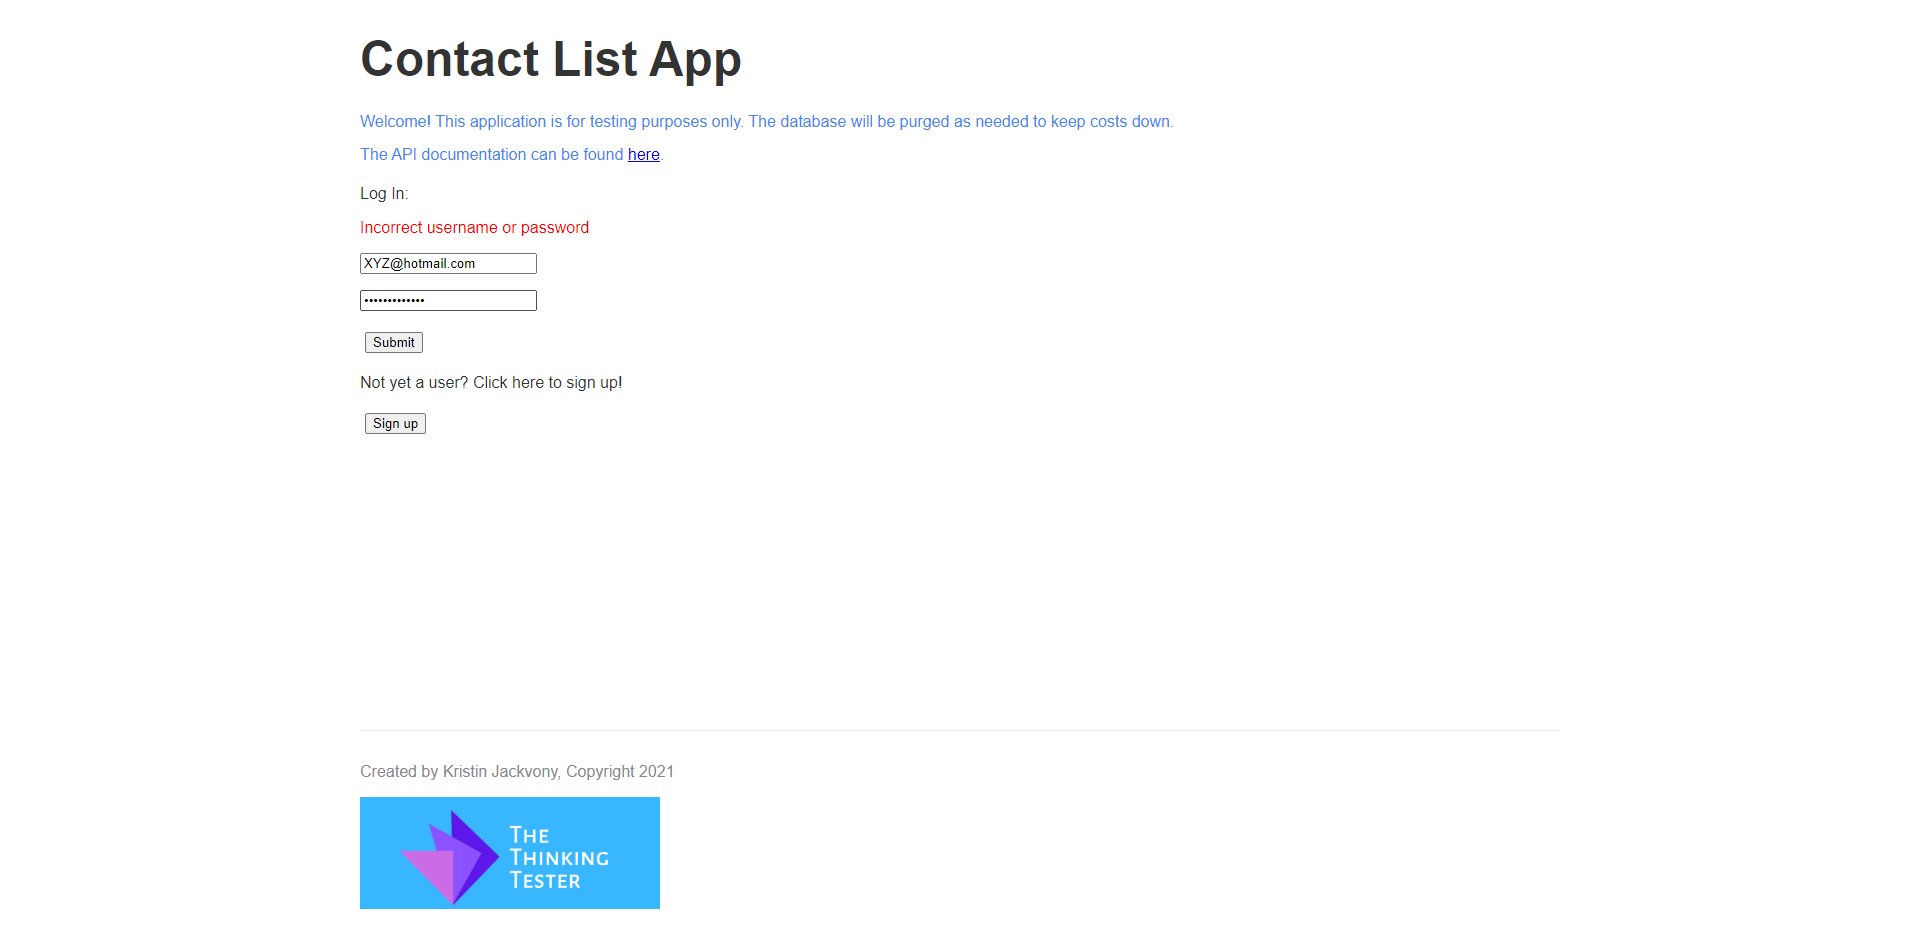 Contact List App
Welcome! This application is for testing purposes only. The database will be purged as needed to keep costs down.
The API documentation can be found here.
Log In:
Incorrect username or password
XYZ@hotmail.com
•••••••••••••
Submit
Not yet a user? Click here to sign up!
Sign up
Created by Kristin Jackvony, Copyright 2021
THE
THINKING
TESTER